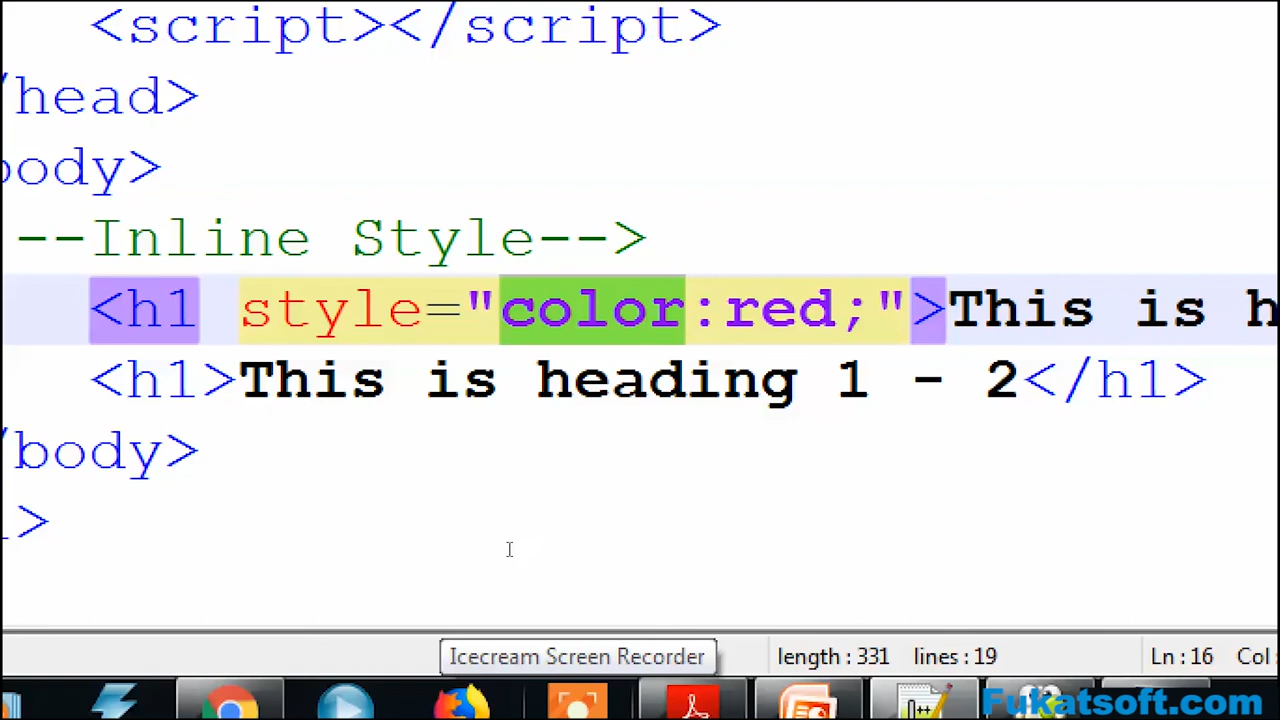 <script></script>
/head>
body>
--Inline Style-->
<h1 style="color:red;">This is h
<h1>This is heading 1 - 2</h1>
/body>
>
Icecream Screen Recorder
length : 331 lines : 19 Ln : 16 Col
Fukatsoft.com